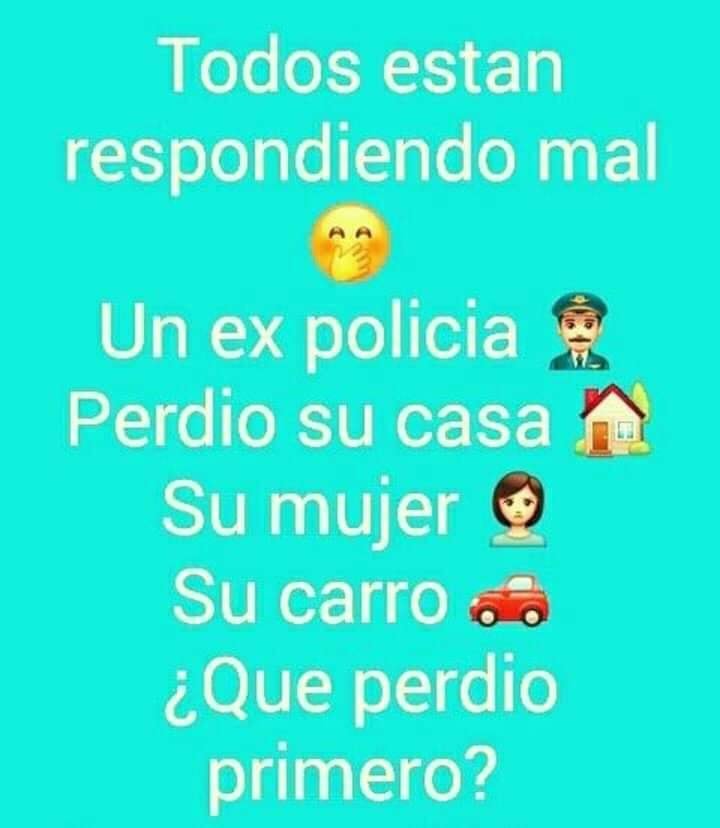 Todos estan
respondiendo mal
🤭
Un ex policia 👨‍✈️
Perdio su casa 🏡
Su mujer 🙍‍♀️
Su carro 🚗
¿Que perdio
primero?